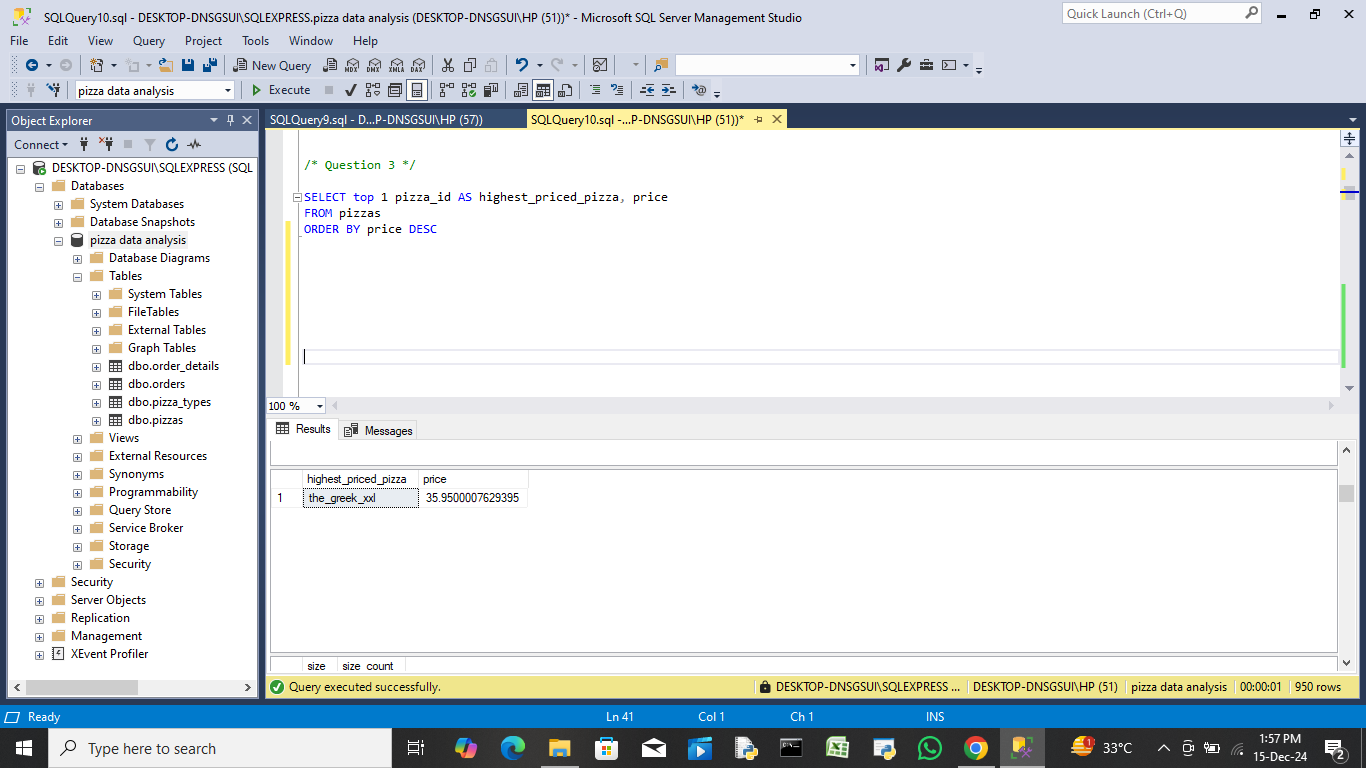 SQLQuery10.sql - DESKTOP-DNSGSUI\SQLEXPRESS.pizza data analysis (DESKTOP-DNSGSUI\HP (51))* - Microsoft SQL Server Management Studio
Quick Launch (Ctrl+Q)
File Edit View Query Project Tools Window Help
New Query
MDX DMX XMLA DAX
pizza data analysis
Execute
Object Explorer
SQLQuery9.sql - D...P-DNSGSUI\HP (57))
SQLQuery10.sql -...P-DNSGSUI\HP (51))*
Connect
DESKTOP-DNSGSUI\SQLEXPRESS (SQL
Databases
System Databases
Database Snapshots
pizza data analysis
Database Diagrams
Tables
System Tables
FileTables
External Tables
Graph Tables
dbo.order_details
dbo.orders
dbo.pizza_types
dbo.pizzas
Views
External Resources
Synonyms
Programmability
Query Store
Service Broker
Storage
Security
Security
Server Objects
Replication
Management
XEvent Profiler
/* Question 3 */
SELECT top 1 pizza_id AS highest_priced_pizza, price
FROM pizzas
ORDER BY price DESC
100 %
Results Messages
highest_priced_pizza price
1 the_greek_xxl 35.9500007629395
size size_count
Query executed successfully.
DESKTOP-DNSGSUI\SQLEXPRESS ... DESKTOP-DNSGSUI\HP (51) pizza data analysis 00:00:01 950 rows
Ready Ln 41 Col 1 Ch 1 INS
Type here to search
1
33°C
1:57 PM
15-Dec-24
2